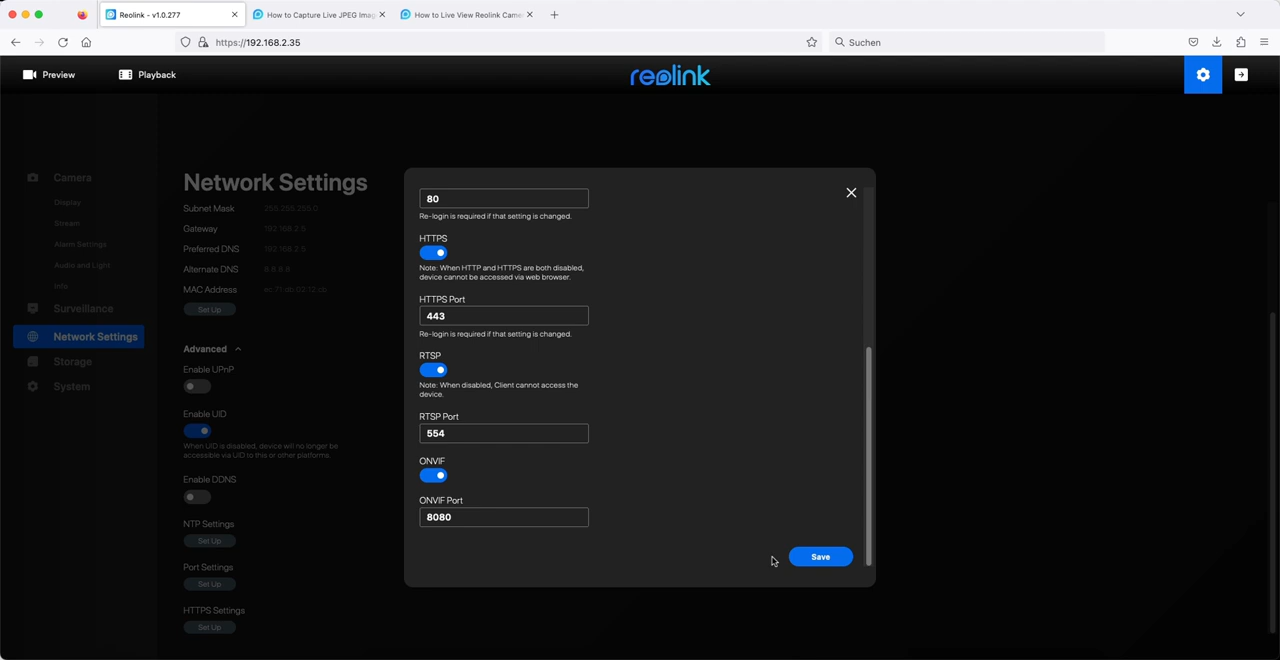 Reolink - v1.0.277
How to Capture Live JPEG Imag
How to Live View Reolink Came
https://192.168.2.35
Suchen
Preview
Playback
reolink
Camera
Display
Stream
Alarm Settings
Audio and Light
Info
Surveillance
Network Settings
Storage
System
Network Settings
Subnet Mask 255.255.255.0
Gateway 192.168.2.5
Preferred DNS 192.168.2.5
Alternate DNS 8.8.8.8
MAC Address
Set Up
Advanced
Enable UPnP
Enable UID
When UID is disabled, device will no longer be
accessible via UID to this or other platforms.
Enable DDNS
NTP Settings
Set Up
Port Settings
Set Up
HTTPS Settings
Set Up
80
Re-login is required if that setting is changed.
HTTPS
Note: When HTTP and HTTPS are both disabled,
device cannot be accessed via web browser.
HTTPS Port
443
Re-login is required if that setting is changed.
RTSP
Note: When disabled, Client cannot access the
device.
RTSP Port
554
ONVIF
ONVIF Port
8080
Save